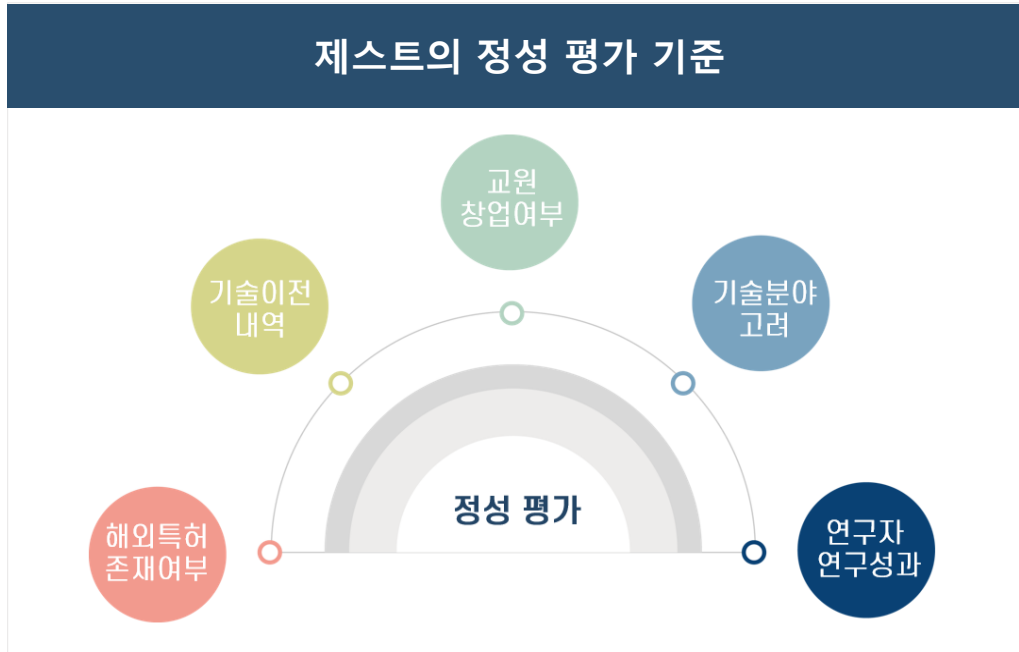 제스트의 정성 평가 기준
교원
창업여부
기술이전
내역
기술분야
고려
정성 평가
해외특허
존재여부
연구자
연구성과